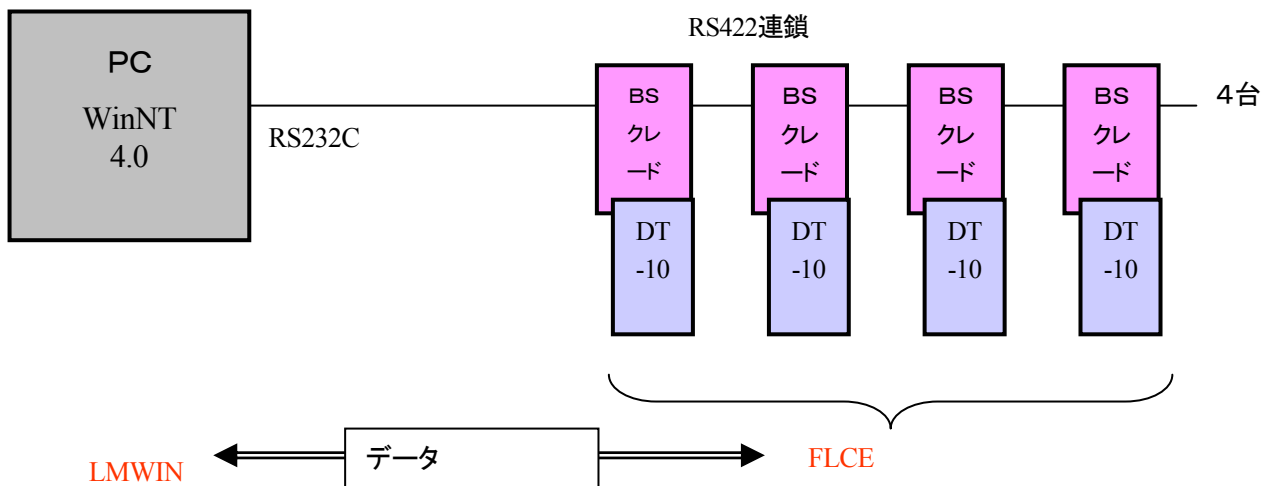 RS422連鎖
PC
WinNT
4.0
RS232C
BS
クレ
ード
BS
クレ
ード
BS
クレ
ード
BS
クレ
ード
4台
DT
-10
DT
-10
DT
-10
DT
-10
LMWIN
データ
FLCE